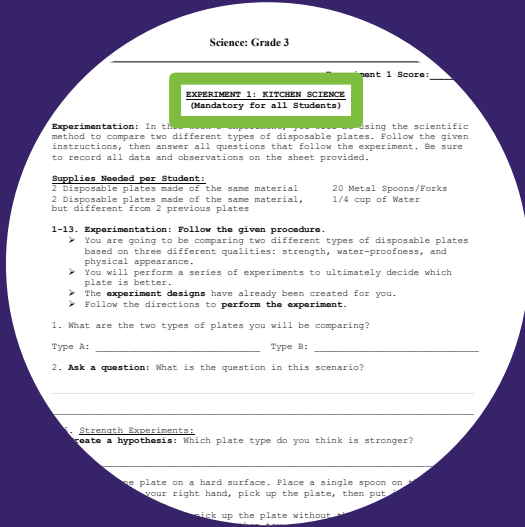 Science: Grade 3
Experiment 1 Score:____
EXPERIMENT 1: KITCHEN SCIENCE
(Mandatory for all Students)
Experimentation: In this using the scientific
method to compare two different types of disposable plates. Follow the given
instructions, then answer all questions that follow the experiment. Be sure
to record all data and observations on the sheet provided.
Supplies Needed per Student:
2 Disposable plates made of the same material 20 Metal Spoons/Forks
2 Disposable plates made of the same material, 1/4 cup of Water
but different from 2 previous plates
1-13. Experimentation: Follow the given procedure.
➤ You are going to be comparing two different types of disposable plates
based on three different qualities: strength, water-proofness, and
physical appearance.
➤ You will perform a series of experiments to ultimately decide which
plate is better.
➤ The experiment designs have already been created for you.
➤ Follow the directions to perform the experiment.
1. What are the two types of plates you will be comparing?
Type A: ____________________________ Type B: ____________________________
2. Ask a question: What is the question in this scenario?
Strength Experiments:
Create a hypothesis: Which plate type do you think is stronger?
plate on a hard surface. Place a single spoon on
your right hand, pick up the plate, then put
pick up the plate without